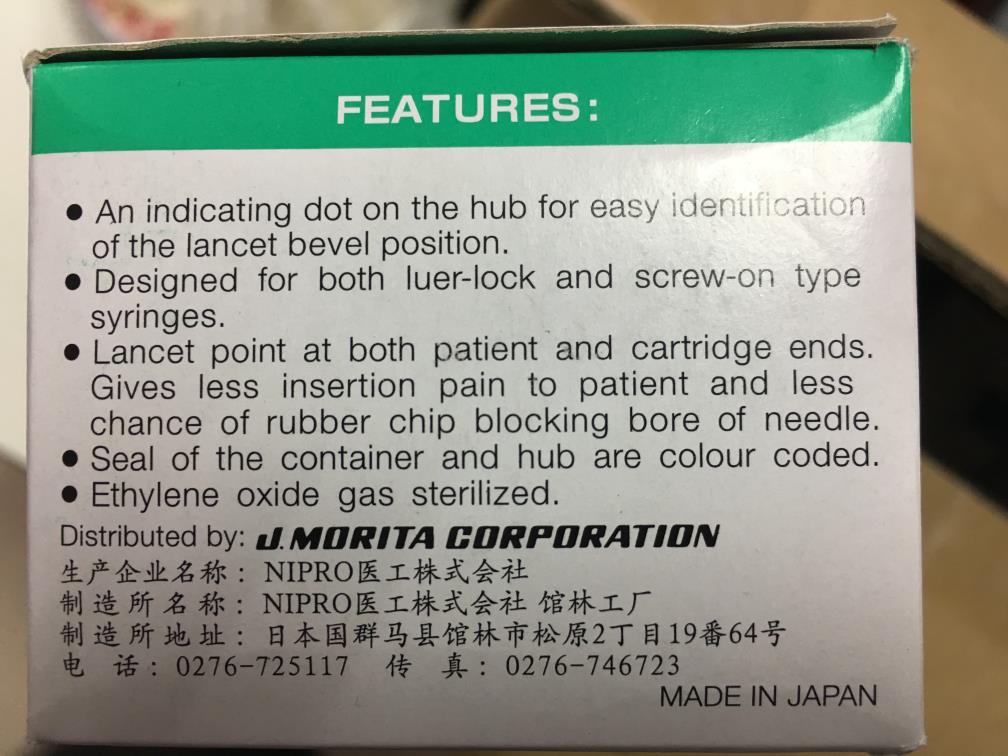 FEATURES:
● An indicating dot on the hub for easy identification
of the lancet bevel position.
● Designed for both luer-lock and screw-on type
syringes.
● Lancet point at both patient and cartridge ends.
Gives less insertion pain to patient and less
chance of rubber chip blocking bore of needle.
● Seal of the container and hub are colour coded.
● Ethylene oxide gas sterilized.
Distributed by: J.MORITA CORPORATION
生产企业名称：NIPRO医工株式会社
制造所名称：NIPRO医工株式会社 馆林工厂
制造所地址：日本国群马县馆林市松原2丁目19番64号
电 话：0276-725117 传 真：0276-746723
MADE IN JAPAN